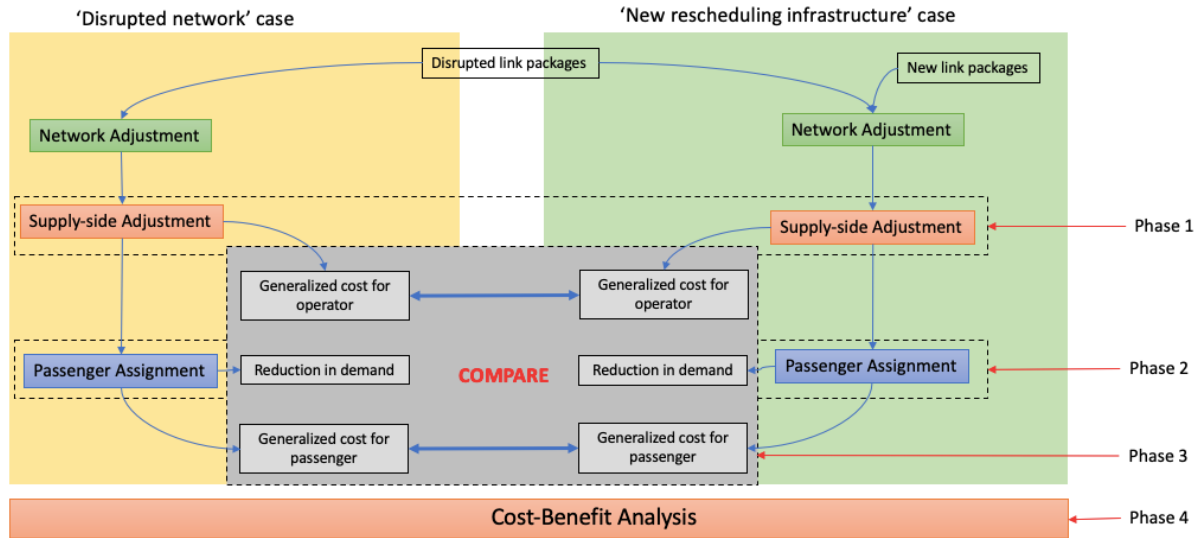 ‘Disrupted network’ case
‘New rescheduling infrastructure’ case
Disrupted link packages
New link packages
Network Adjustment
Network Adjustment
Supply-side Adjustment
Supply-side Adjustment
Phase 1
Generalized cost for
operator
Generalized cost for
operator
Passenger Assignment
Reduction in demand
COMPARE
Reduction in demand
Passenger Assignment
Phase 2
Generalized cost for
passenger
Generalized cost for
passenger
Phase 3
Cost-Benefit Analysis
Phase 4